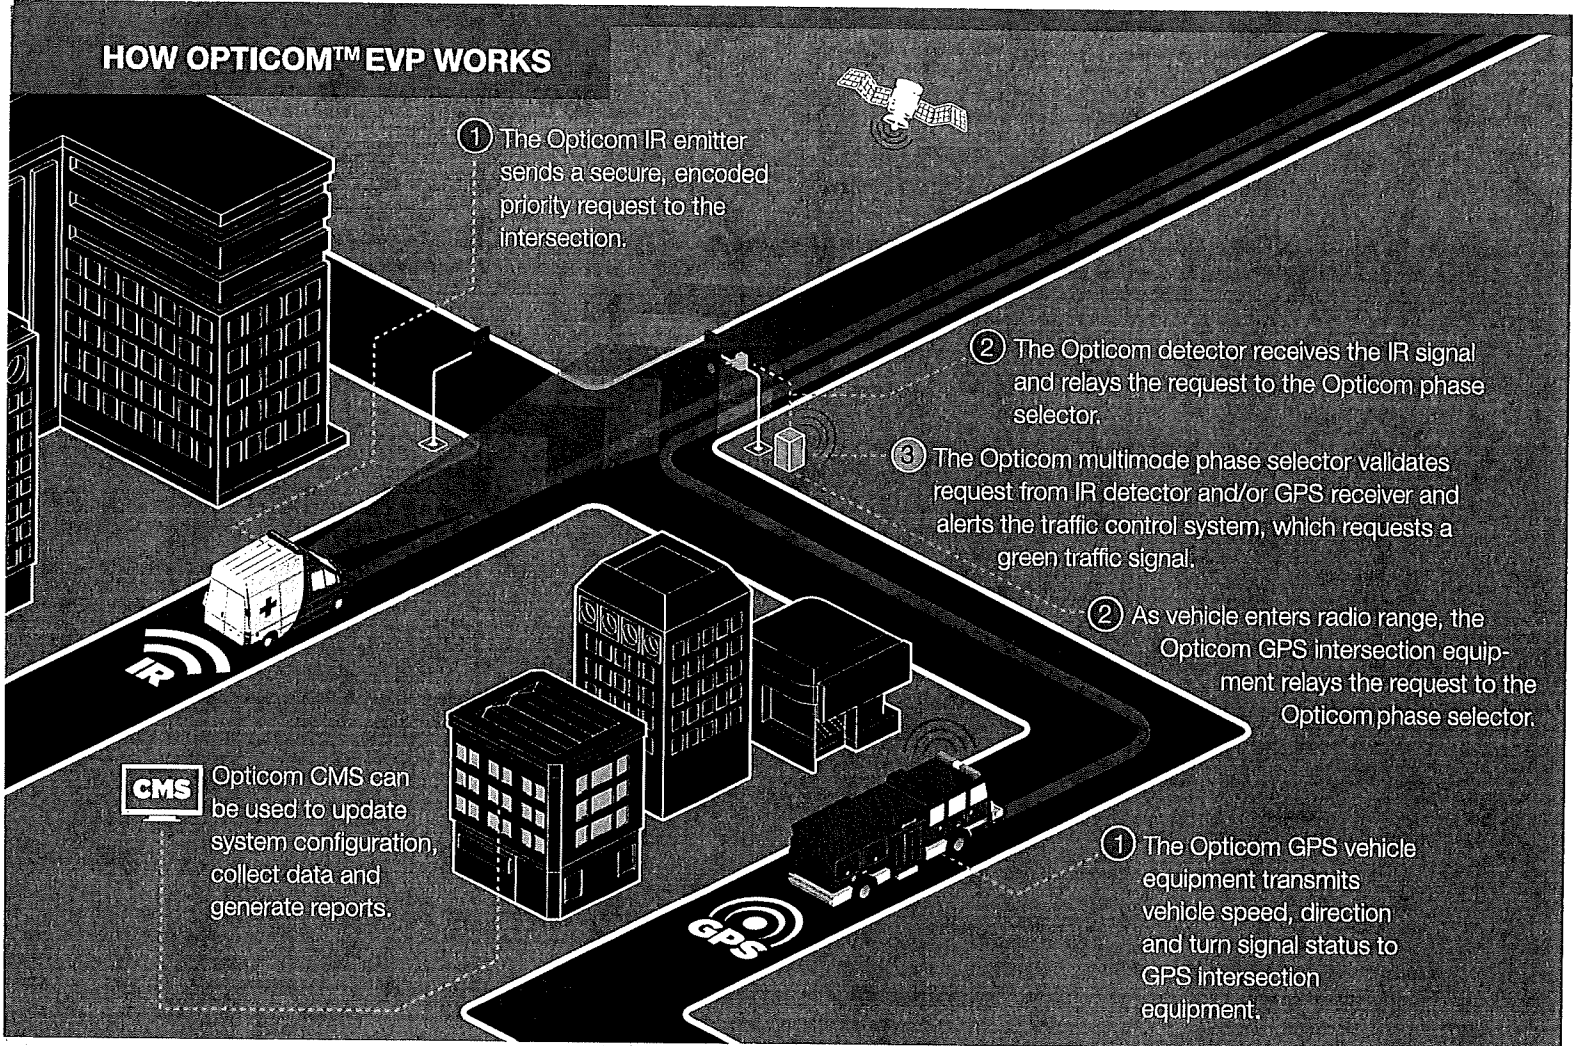 HOW OPTICOM™ EVP WORKS
1 The Opticom IR emitter
sends a secure, encoded
priority request to the
intersection.
2 The Opticom detector receives the IR signal
and relays the request to the Opticom phase
selector.
3 The Opticom multimode phase selector validates
request from IR detector and/or GPS receiver and
alerts the traffic control system, which requests a
green traffic signal.
2 As vehicle enters radio range, the
Opticom GPS intersection equip-
ment relays the request to the
Opticom phase selector.
IR
CMS
Opticom CMS can
be used to update
system configuration,
collect data and
generate reports.
GPS
1 The Opticom GPS vehicle
equipment transmits
vehicle speed, direction
and turn signal status to
GPS intersection
equipment.